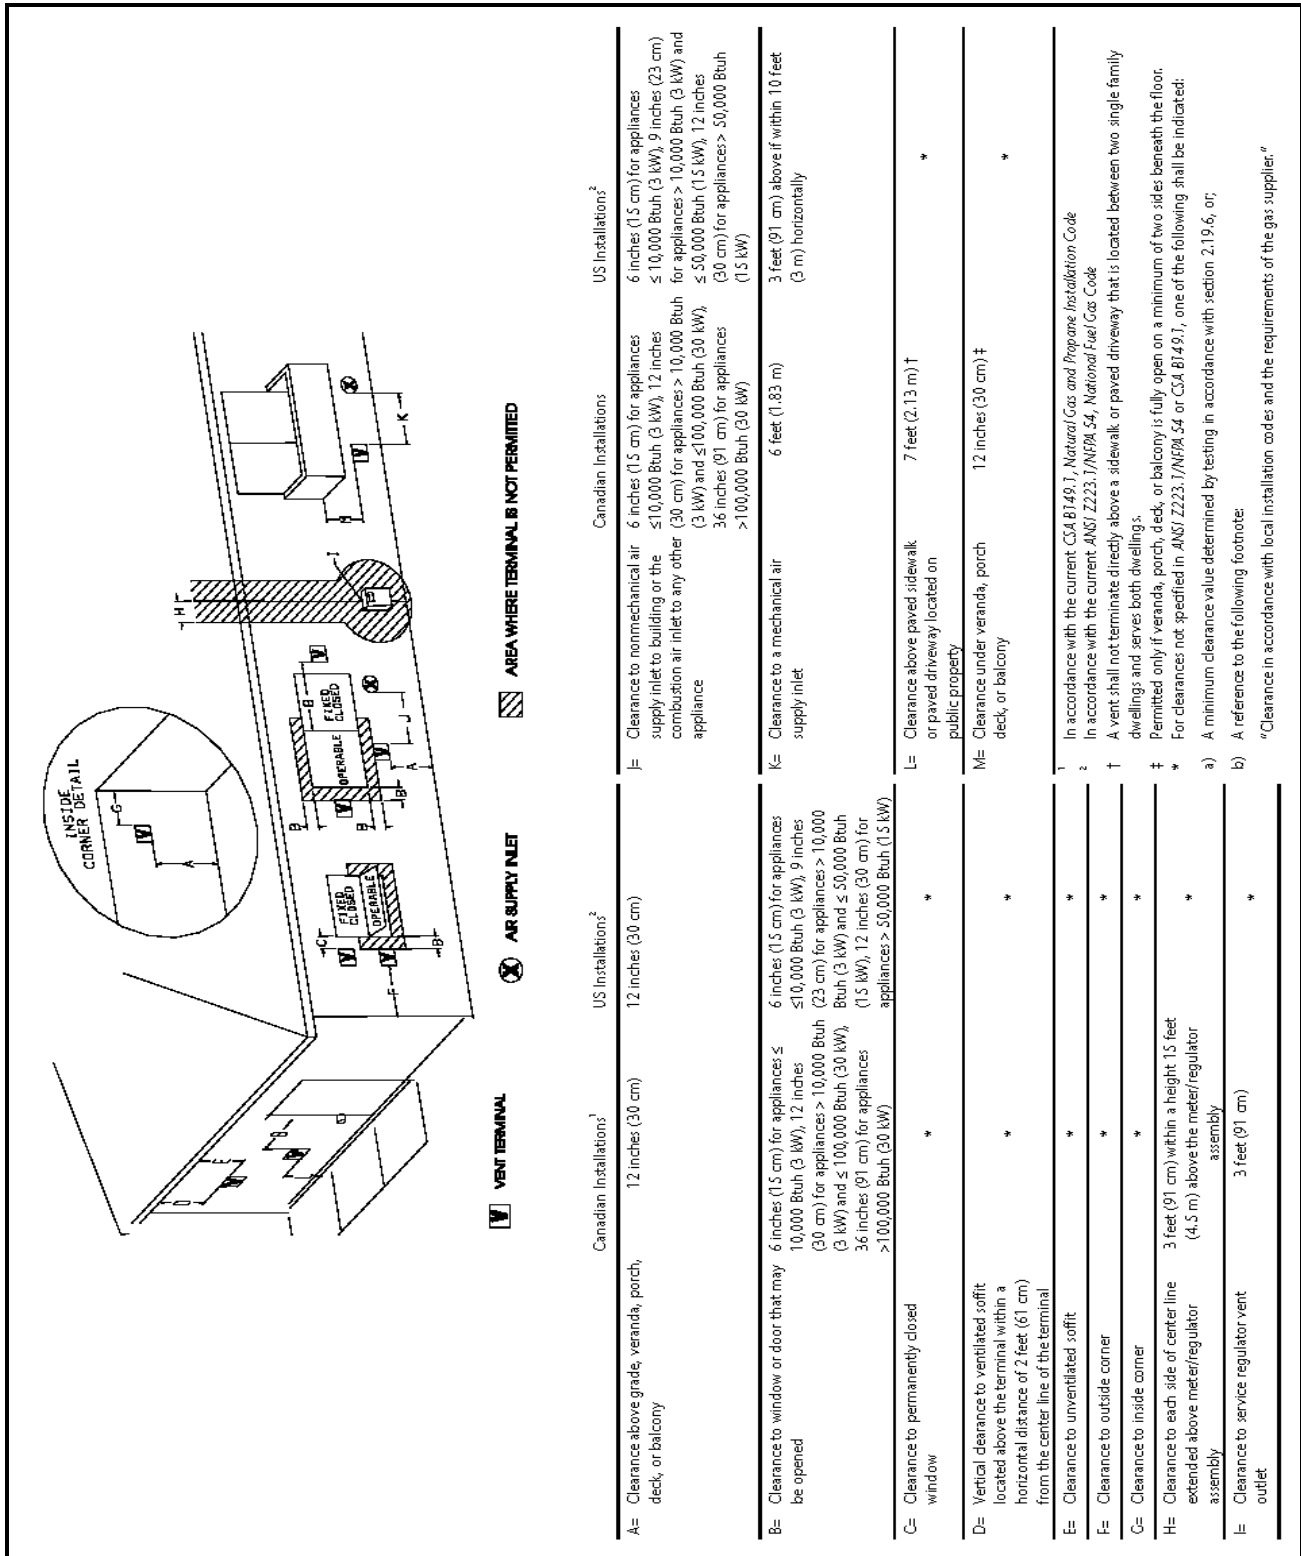 INSIDE
CORNER DETAIL
G
V
A
D
E
V
B
V
F
V
V
C
FIXED
CLOSED
OPERABLE
B
B
V
B
B
FIXED
CLOSED
OPERABLE
V
A
B
V
J
X
H
I
M
V
K
X
V VENT TERMINAL
X AIR SUPPLY INLET
AREA WHERE TERMINAL IS NOT PERMITTED
Canadian Installations1
US Installations2
A= Clearance above grade, veranda, porch,
deck, or balcony
12 inches (30 cm)
12 inches (30 cm)
B= Clearance to window or door that may
be opened
6 inches (15 cm) for appliances ≤
10,000 Btuh (3 kW), 12 inches
(30 cm) for appliances > 10,000 Btuh
(3 kW) and ≤ 100,000 Btuh (30 kW),
36 inches (91 cm) for appliances
>100,000 Btuh (30 kW)
6 inches (15 cm) for appliances
≤10,000 Btuh (3 kW), 9 inches
(23 cm) for appliances > 10,000
Btuh (3 kW) and ≤ 50,000 Btuh
(15 kW), 12 inches (30 cm) for
appliances > 50,000 Btuh (15 kW)
C= Clearance to permanently closed
window
*
*
D= Vertical clearance to ventilated soffit
located above the terminal within a
horizontal distance of 2 feet (61 cm)
from the center line of the terminal
*
*
E= Clearance to unventilated soffit
*
*
F= Clearance to outside corner
*
*
G= Clearance to inside corner
*
*
H= Clearance to each side of center line
extended above meter/regulator
assembly
3 feet (91 cm) within a height 15 feet
(4.5 m) above the meter/regulator
assembly
*
I= Clearance to service regulator vent
outlet
3 feet (91 cm)
*
Canadian Installations
US Installations2
J= Clearance to nonmechanical air
supply inlet to building or the
combustion air inlet to any other
appliance
6 inches (15 cm) for appliances
≤10,000 Btuh (3 kW), 12 inches
(30 cm) for appliances > 10,000 Btuh
(3 kW) and ≤100,000 Btuh (30 kW),
36 inches (91 cm) for appliances
>100,000 Btuh (30 kW)
6 inches (15 cm) for appliances
≤ 10,000 Btuh (3 kW), 9 inches (23 cm)
for appliances > 10,000 Btuh (3 kW) and
≤ 50,000 Btuh (15 kW), 12 inches
(30 cm) for appliances > 50,000 Btuh
(15 kW)
K= Clearance to a mechanical air
supply inlet
6 feet (1.83 m)
3 feet (91 cm) above if within 10 feet
(3 m) horizontally
L= Clearance above paved sidewalk
or paved driveway located on
public property
7 feet (2.13 m) †
*
M= Clearance under veranda, porch
deck, or balcony
12 inches (30 cm) ‡
*
1 In accordance with the current CSA B149.1, Natural Gas and Propane Installation Code
2 In accordance with the current ANSI Z223.1/NFPA 54, National Fuel Gas Code
† A vent shall not terminate directly above a sidewalk or paved driveway that is located between two single family
dwellings and serves both dwellings.
‡ Permitted only if veranda, porch, deck, or balcony is fully open on a minimum of two sides beneath the floor.
* For clearances not specified in ANSI Z223.1/NFPA 54 or CSA B149.1, one of the following shall be indicated:
a) A minimum clearance value determined by testing in accordance with section 2.19.6, or;
b) A reference to the following footnote:
"Clearance in accordance with local installation codes and the requirements of the gas supplier."